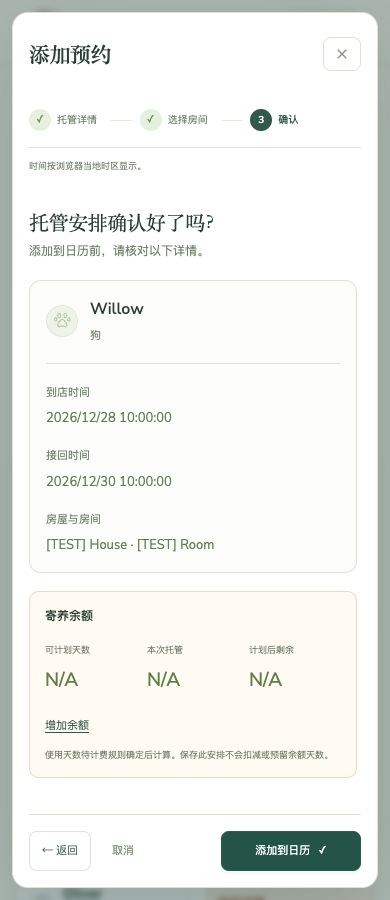 添加预约
托管详情
选择房间
3 确认
时间按浏览器当地时区显示。
托管安排确认好了吗?
添加到日历前，请核对以下详情。
Willow
狗
到店时间
2026/12/28 10:00:00
接回时间
2026/12/30 10:00:00
房屋与房间
[TEST] House · [TEST] Room
寄养余额
可计划天数 本次托管 计划后剩余
N/A N/A N/A
增加余额
使用天数待计费规则确定后计算。保存此安排不会扣减或预留余额天数。
← 返回 取消 添加到日历 ✓